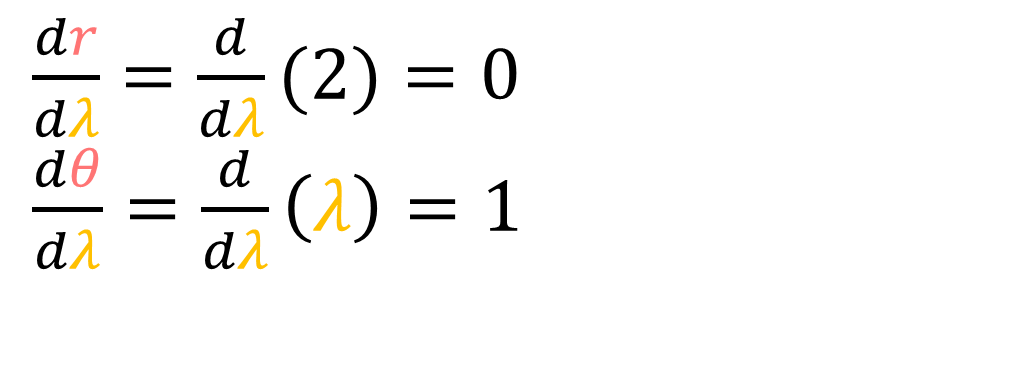 dr/dλ = d/dλ (2) = 0
dθ/dλ = d/dλ (λ) = 1